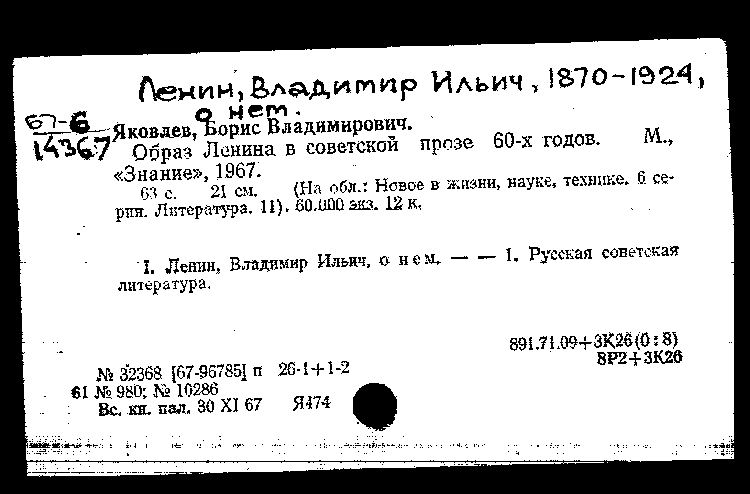 Ленин, Владимир Ильич, 1870-1924,
о нем.
67-6
14367
Яковлев, Борис Владимирович.
Образ Ленина в советской прозе 60-х годов. М.,
«Знание», 1967.
63 с. 21 см. (На обл.: Новое в жизни, науке, технике. 6 се-
рия. Литература. 11). 60.000 экз. 12 к.
I. Ленин, Владимир Ильич, о нем. — — 1. Русская советская
литература.
891.71.09+3К26(0:8)
8Р2+3К26
№ 32368 [67-96785] п 26-1+1-2
61 № 980; № 10286
Вс. кн. пал. 30 XI 67 Я474